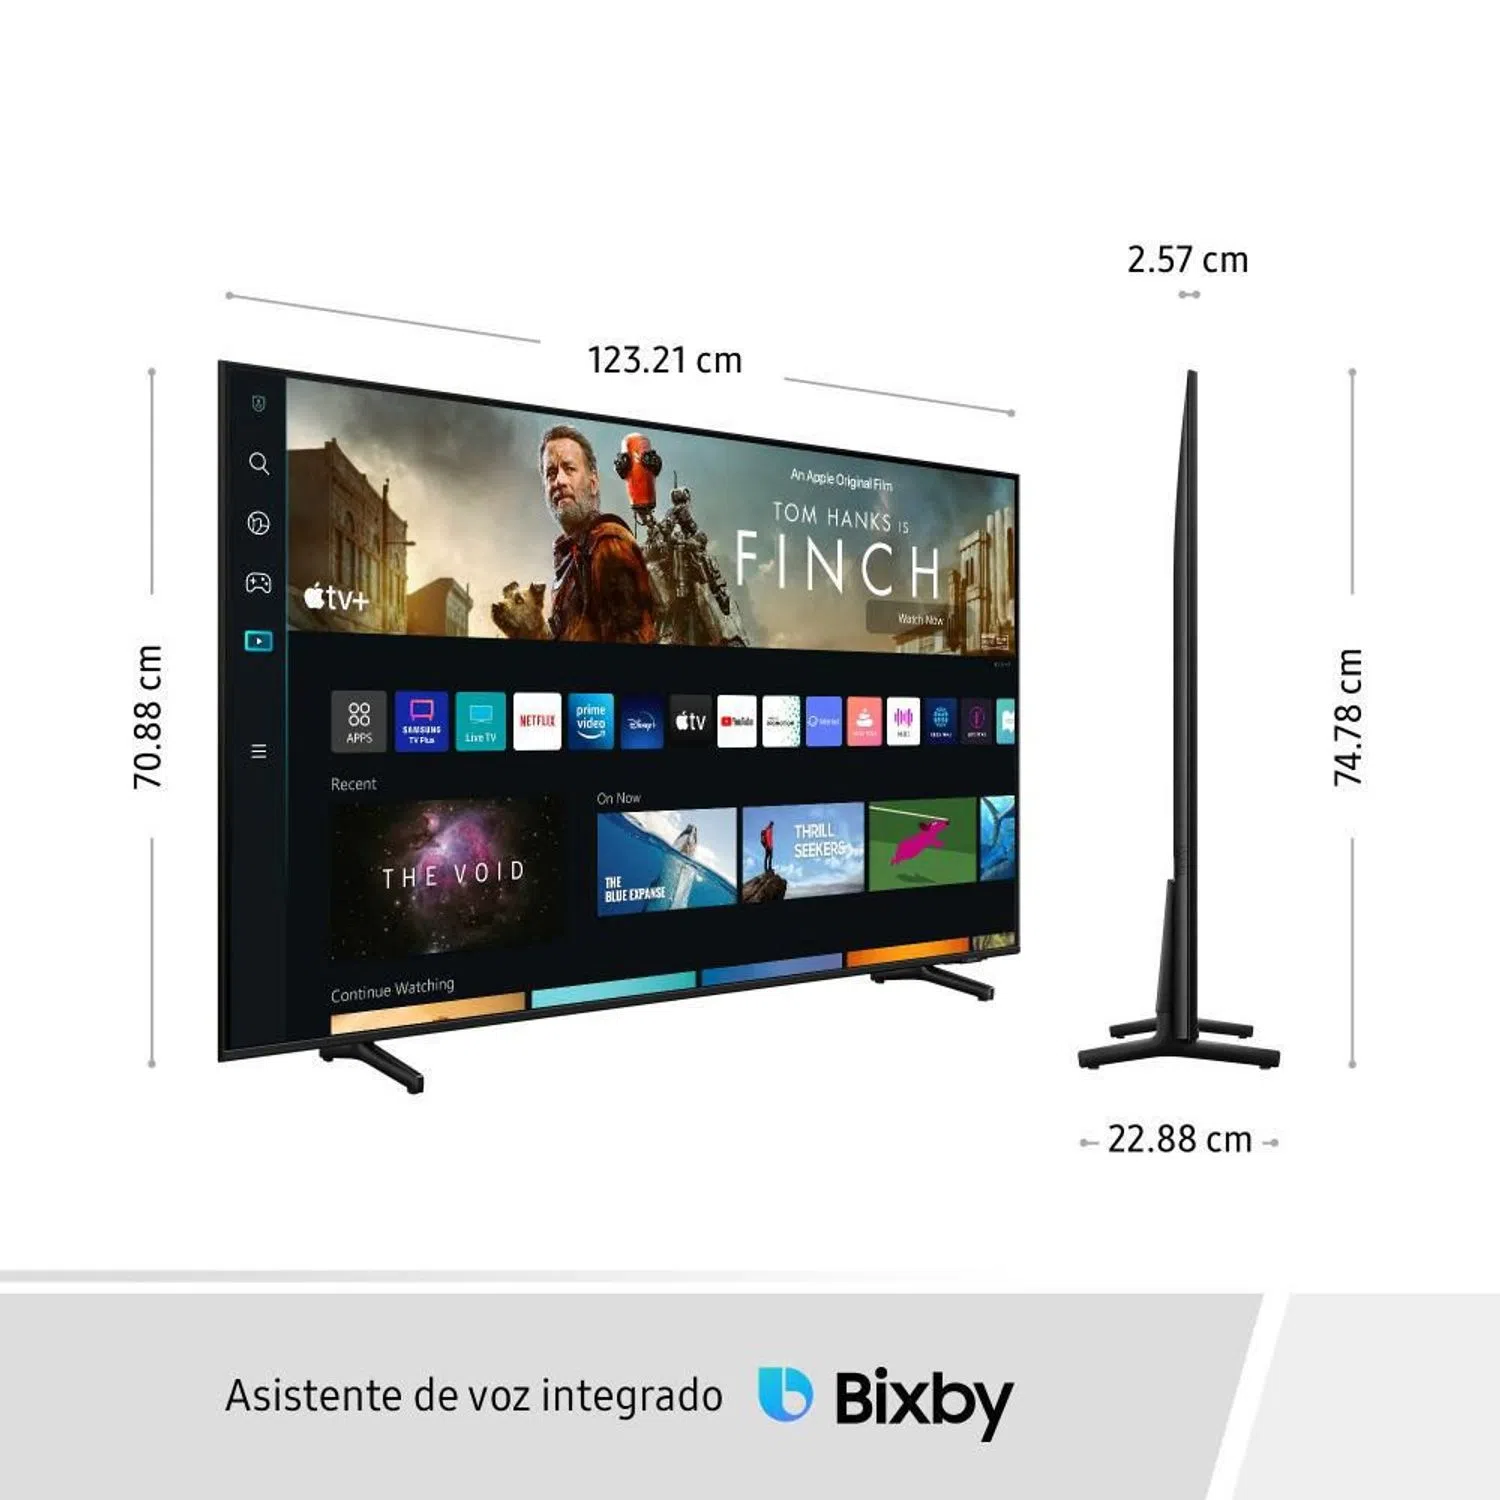 2.57 cm
123.21 cm
70.88 cm
74.78 cm
22.88 cm
An Apple Original Film
TOM HANKS IS
FINCH
Watch Now
tv+
APPS
SAMSUNG
TV Plus
Live TV
NETFLIX
prime
video
Disney+
tv
YouTube
Recent
THE VOID
On Now
THE
BLUE EXPANSE
THRILL
SEEKERS
Continue Watching
Asistente de voz integrado
Bixby